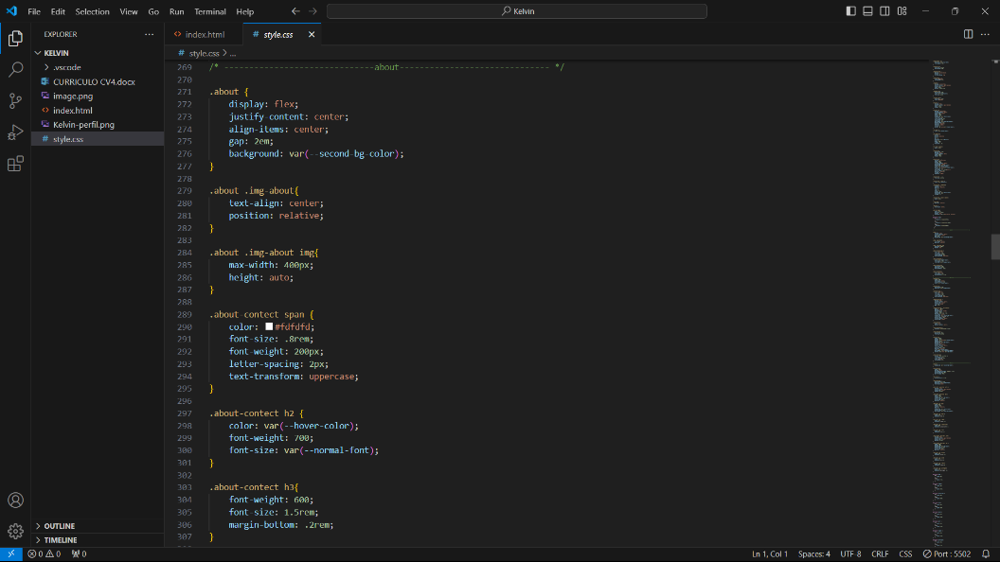 File Edit Selection View Go Run Terminal Help
Kelvin
EXPLORER
KELVIN
.vscode
CURRICULO CV4.docx
image.png
index.html
Kelvin-perfil.png
style.css
OUTLINE
TIMELINE
index.html
style.css
style.css > ...
269 /* ------------------------------about------------------------------ */
270
271 .about {
272 display: flex;
273 justify-content: center;
274 align-items: center;
275 gap: 2em;
276 background: var(--second-bg-color);
277 }
278
279 .about .img-about{
280 text-align: center;
281 position: relative;
282 }
283
284 .about .img-about img{
285 max-width: 400px;
286 height: auto;
287 }
288
289 .about-contect span {
290 color: #fdfdfd;
291 font-size: .8rem;
292 font-weight: 200px;
293 letter-spacing: 2px;
294 text-transform: uppercase;
295 }
296
297 .about-contect h2 {
298 color: var(--hover-color);
299 font-weight: 700;
300 font-size: var(--normal-font);
301 }
302
303 .about-contect h3{
304 font-weight: 600;
305 font-size: 1.5rem;
306 margin-bottom: .2rem;
307 }
0 0 0 Ln 1, Col 1 Spaces: 4 UTF-8 CRLF CSS Port : 5502